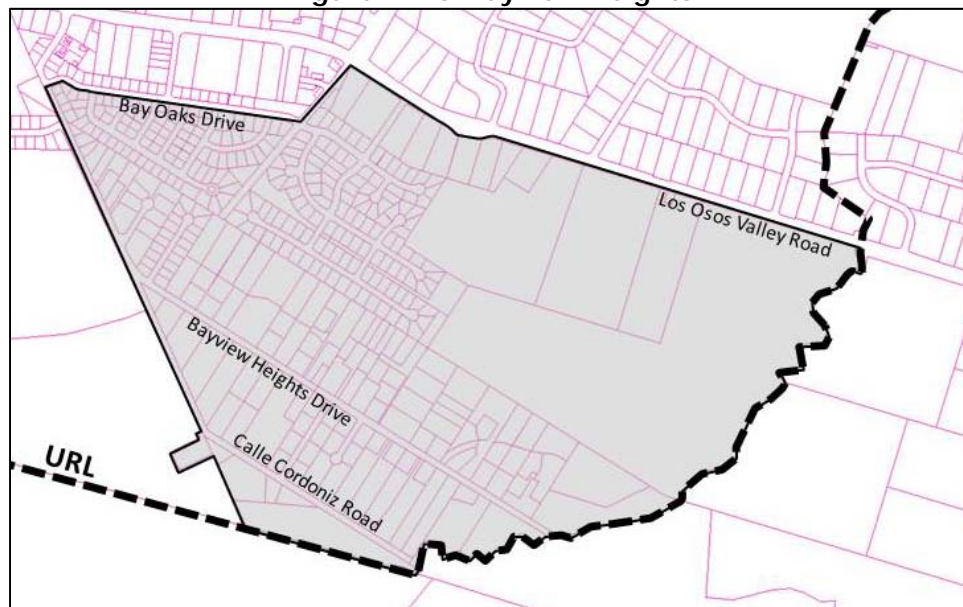 Bay Oaks Drive
Los Osos Valley Road
Bayview Heights Drive
Calle Cordoniz Road
URL